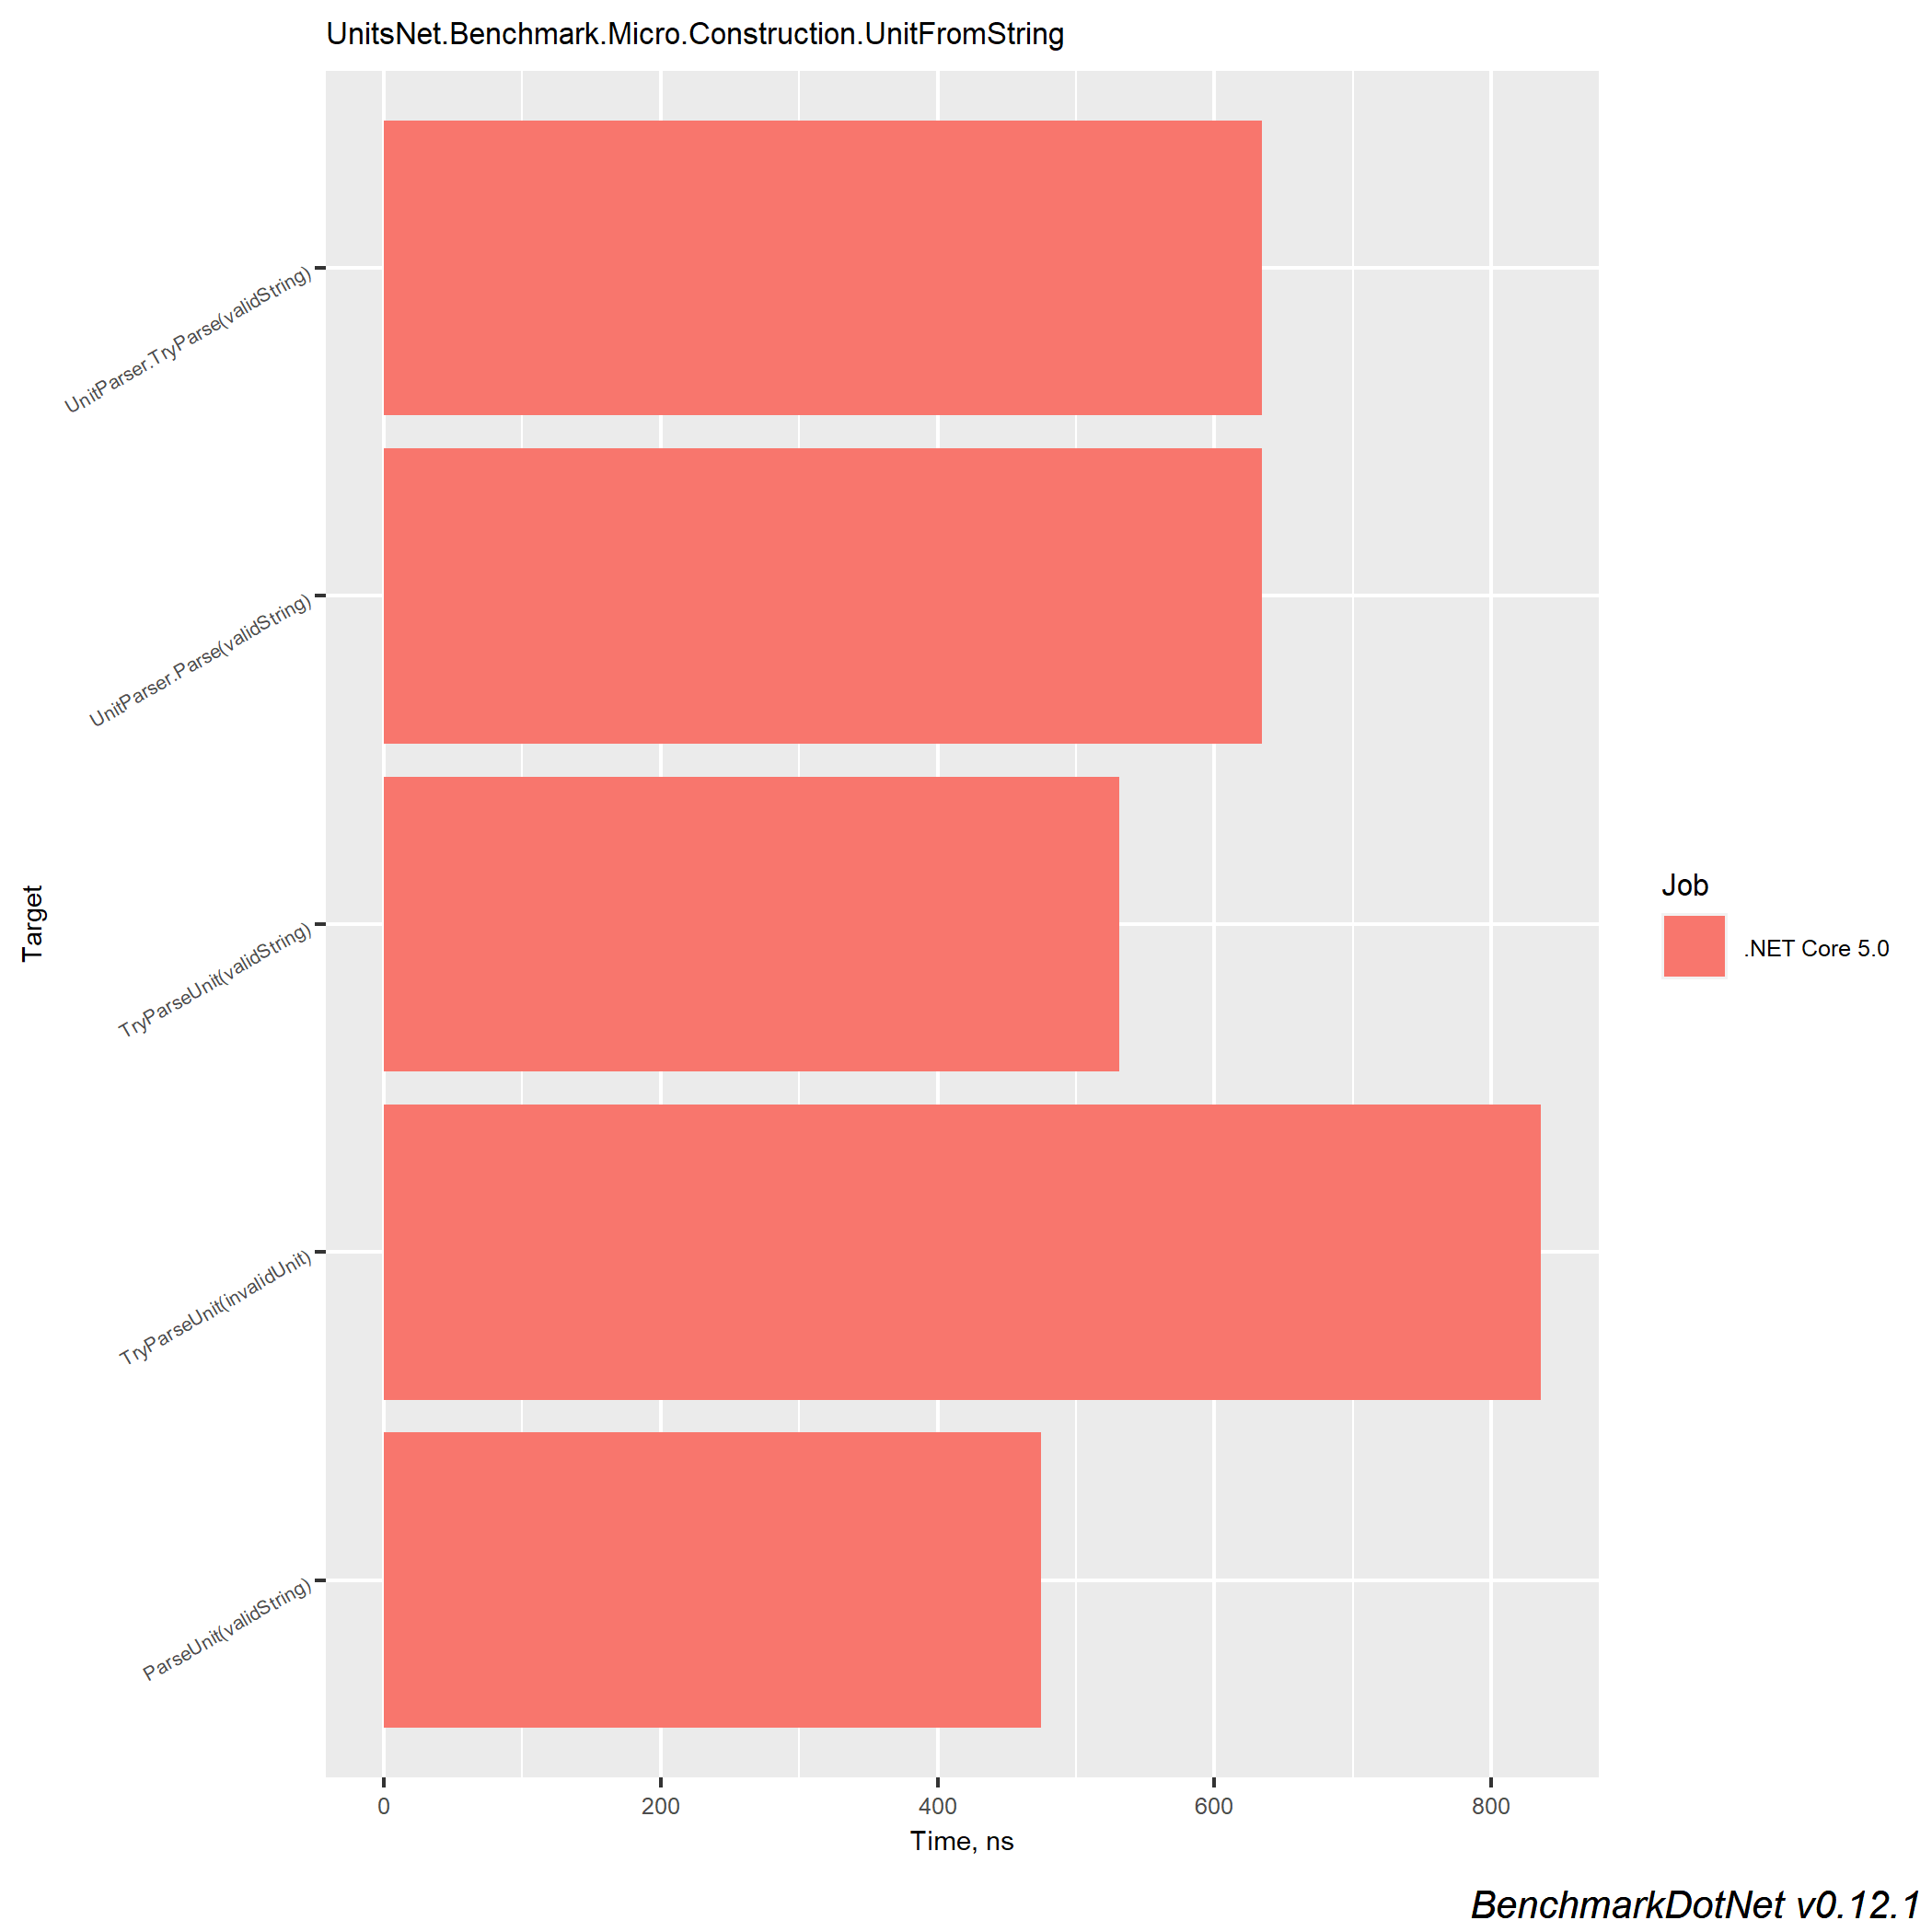 UnitsNet.Benchmark.Micro.Construction.UnitFromString
UnitParser.TryParse(validString)
UnitParser.Parse(validString)
TryParseUnit(validString)
TryParseUnit(invalidUnit)
ParseUnit(validString)
Target
0 200 400 600 800
Time, ns
Job
.NET Core 5.0
BenchmarkDotNet v0.12.1